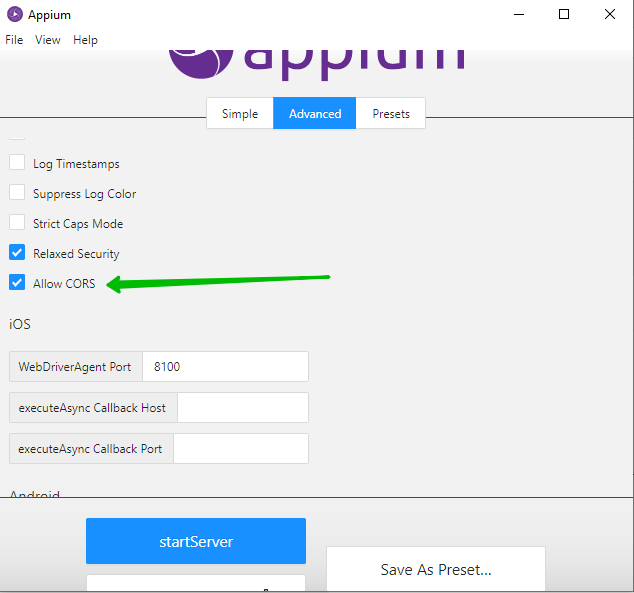 Appium
File View Help
appium
Simple Advanced Presets
Log Timestamps
Suppress Log Color
Strict Caps Mode
Relaxed Security
Allow CORS
iOS
WebDriverAgent Port 8100
executeAsync Callback Host
executeAsync Callback Port
Android
startServer
Save As Preset...